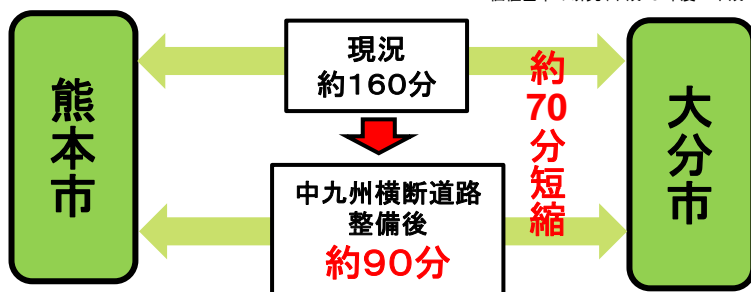 熊本市
現況
約160分
約70分短縮
大分市
中九州横断道路
整備後
約90分